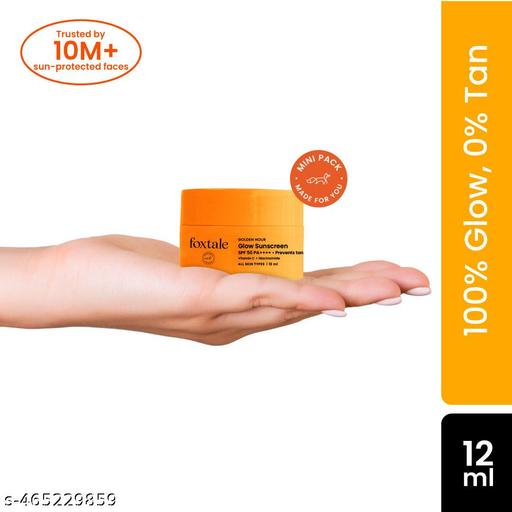 Trusted by
10M+
sun-protected faces
MINI PACK
MADE FOR YOU
foxtale
GOLDEN HOUR
Glow Sunscreen
SPF 50 PA++++ • Prevents tan
Vitamin C + Niacinamide
ALL SKIN TYPES | 12 ml
100% Glow, 0% Tan
12
ml
s-465229859